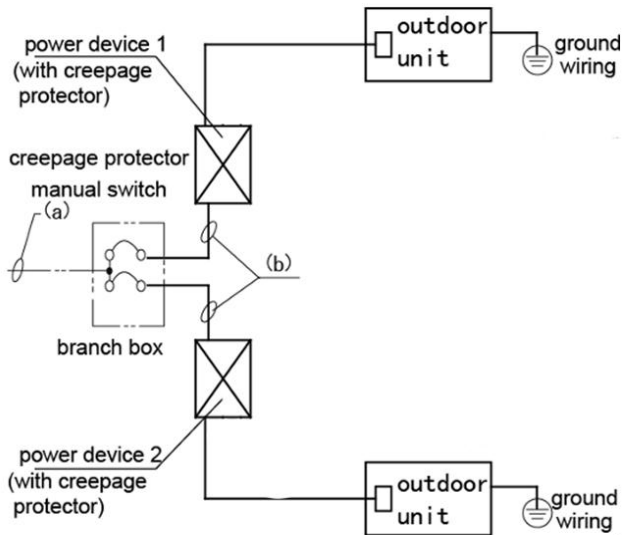 power device 1
(with creepage
protector)
outdoor
unit
ground
wiring
creepage protector
manual switch
(a)
(b)
branch box
power device 2
(with creepage
protector)
outdoor
unit
ground
wiring